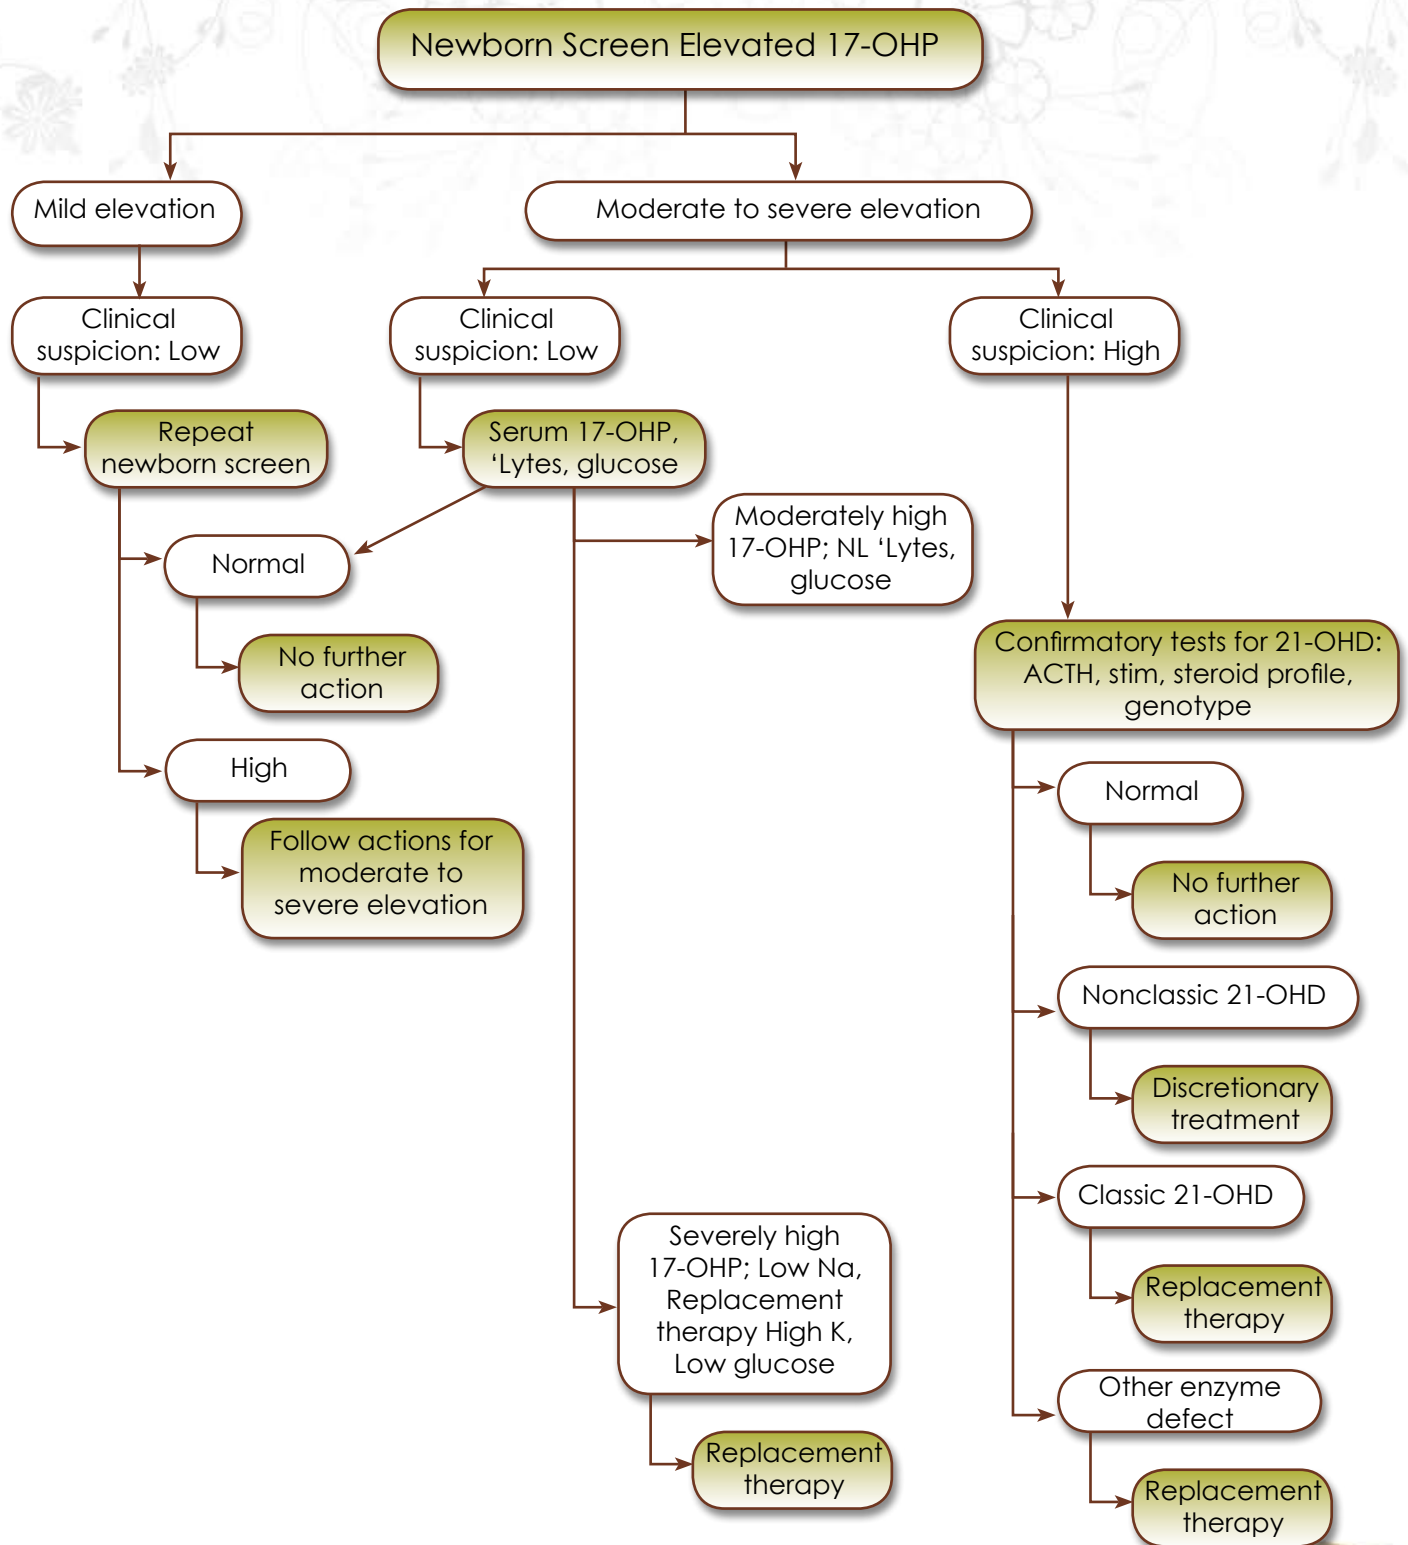 Newborn Screen Elevated 17-OHP
Mild elevation
Moderate to severe elevation
Clinical
suspicion: Low
Clinical
suspicion: Low
Clinical
suspicion: High
Repeat
newborn screen
Serum 17-OHP,
‘Lytes, glucose
Normal
Moderately high
17-OHP; NL ‘Lytes,
glucose
No further
action
High
Follow actions for
moderate to
severe elevation
Severely high
17-OHP; Low Na,
Replacement
therapy High K,
Low glucose
Replacement
therapy
Confirmatory tests for 21-OHD:
ACTH, stim, steroid profile,
genotype
Normal
No further
action
Nonclassic 21-OHD
Discretionary
treatment
Classic 21-OHD
Replacement
therapy
Other enzyme
defect
Replacement
therapy